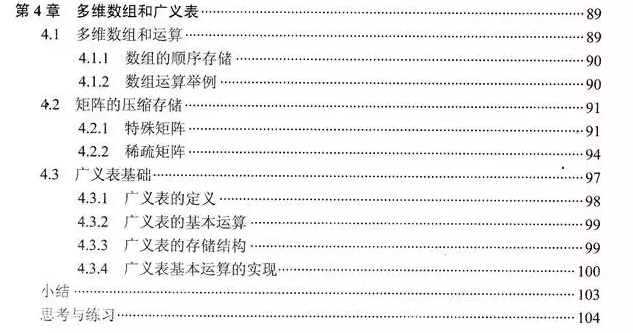 第 4 章 多维数组和广义表 89
4.1 多维数组和运算 89
4.1.1 数组的顺序存储 90
4.1.2 数组运算举例 90
4.2 矩阵的压缩存储 91
4.2.1 特殊矩阵 91
4.2.2 稀疏矩阵 94
4.3 广义表基础 97
4.3.1 广义表的定义 98
4.3.2 广义表的基本运算 99
4.3.3 广义表的存储结构 99
4.3.4 广义表基本运算的实现 100
小结 103
思考与练习 104